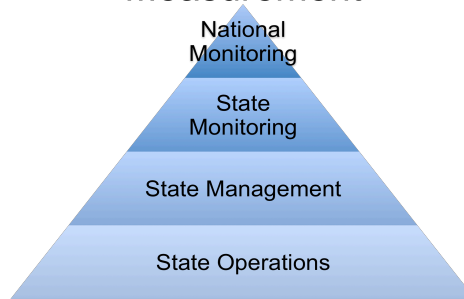 National
Monitoring
State
Monitoring
State Management
State Operations